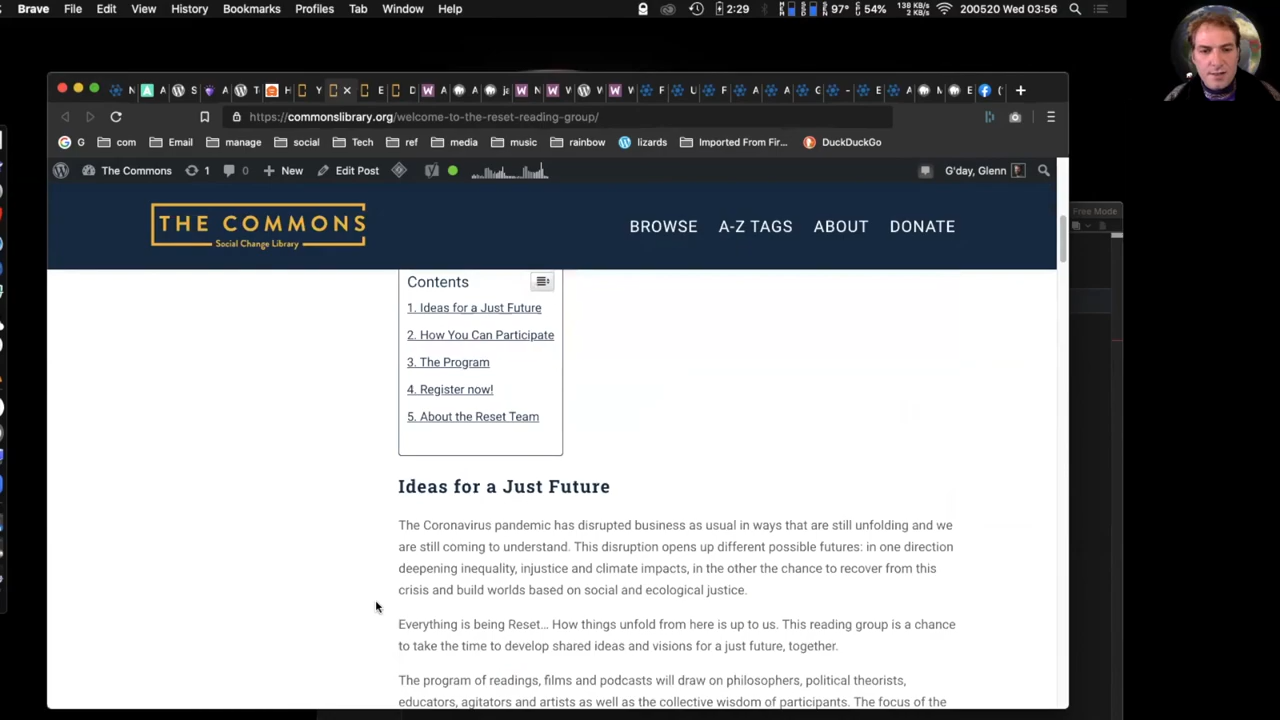 Brave File Edit View History Bookmarks Profiles Tab Window Help 2:29 97° 54% 138 KB/s 2 KB/s 200520 Wed 03:56
https://commonslibrary.org/welcome-to-the-reset-reading-group/
G com Email manage social Tech ref media music rainbow lizards Imported From Fir... DuckDuckGo
The Commons 1 0 New Edit Post G'day, Glenn
Free Mode
THE COMMONS
Social Change Library
BROWSE A-Z TAGS ABOUT DONATE
Contents
1. Ideas for a Just Future
2. How You Can Participate
3. The Program
4. Register now!
5. About the Reset Team
Ideas for a Just Future
The Coronavirus pandemic has disrupted business as usual in ways that are still unfolding and we
are still coming to understand. This disruption opens up different possible futures: in one direction
deepening inequality, injustice and climate impacts, in the other the chance to recover from this
crisis and build worlds based on social and ecological justice.
Everything is being Reset… How things unfold from here is up to us. This reading group is a chance
to take the time to develop shared ideas and visions for a just future, together.
The program of readings, films and podcasts will draw on philosophers, political theorists,
educators, agitators and artists as well as the collective wisdom of participants. The focus of the